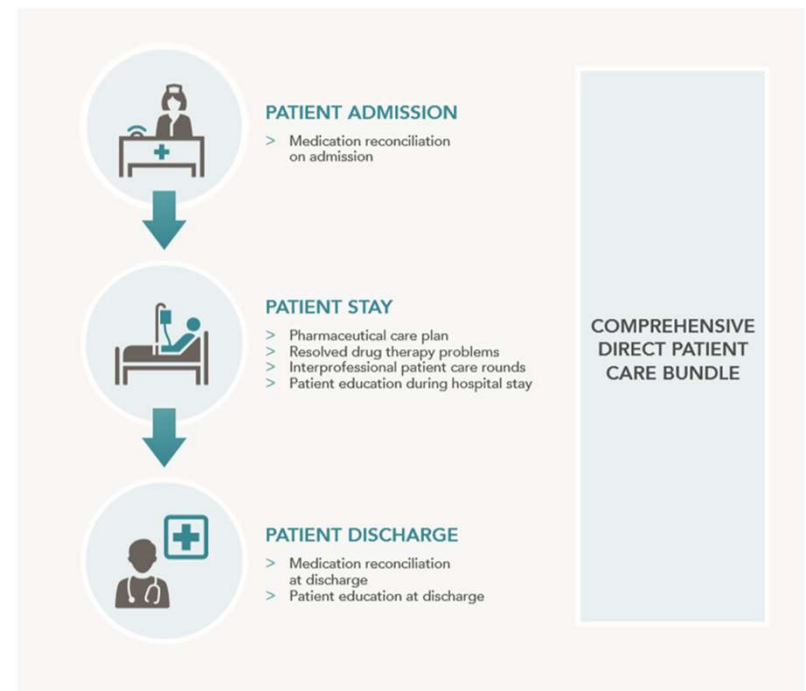 PATIENT ADMISSION
> Medication reconciliation
on admission
PATIENT STAY
> Pharmaceutical care plan
> Resolved drug therapy problems
> Interprofessional patient care rounds
> Patient education during hospital stay
PATIENT DISCHARGE
> Medication reconciliation
at discharge
> Patient education at discharge
COMPREHENSIVE
DIRECT PATIENT
CARE BUNDLE